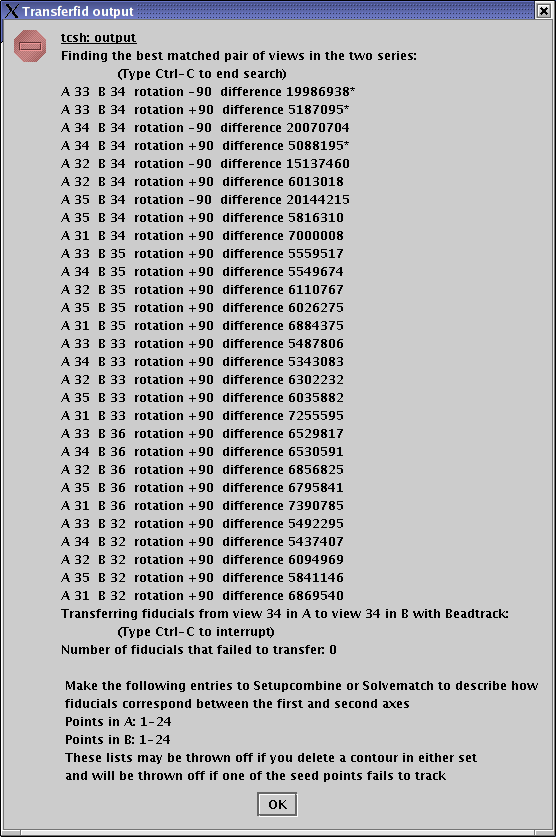 Transferfid output
tcsh: output
Finding the best matched pair of views in the two series:
(Type Ctrl-C to end search)
A 33 B 34 rotation -90 difference 19986938*
A 33 B 34 rotation +90 difference 5187095*
A 34 B 34 rotation -90 difference 20070704
A 34 B 34 rotation +90 difference 5088195*
A 32 B 34 rotation -90 difference 15137460
A 32 B 34 rotation +90 difference 6013018
A 35 B 34 rotation -90 difference 20144215
A 35 B 34 rotation +90 difference 5816310
A 31 B 34 rotation +90 difference 7000008
A 33 B 35 rotation +90 difference 5559517
A 34 B 35 rotation +90 difference 5549674
A 32 B 35 rotation +90 difference 6110767
A 35 B 35 rotation +90 difference 6026275
A 31 B 35 rotation +90 difference 6884375
A 33 B 33 rotation +90 difference 5487806
A 34 B 33 rotation +90 difference 5343083
A 32 B 33 rotation +90 difference 6302232
A 35 B 33 rotation +90 difference 6035882
A 31 B 33 rotation +90 difference 7255595
A 33 B 36 rotation +90 difference 6529817
A 34 B 36 rotation +90 difference 6530591
A 32 B 36 rotation +90 difference 6856825
A 35 B 36 rotation +90 difference 6795841
A 31 B 36 rotation +90 difference 7390785
A 33 B 32 rotation +90 difference 5492295
A 34 B 32 rotation +90 difference 5437407
A 32 B 32 rotation +90 difference 6094969
A 35 B 32 rotation +90 difference 5841146
A 31 B 32 rotation +90 difference 6869540
Transferring fiducials from view 34 in A to view 34 in B with Beadtrack:
(Type Ctrl-C to interrupt)
Number of fiducials that failed to transfer: 0
Make the following entries to Setupcombine or Solvematch to describe how
fiducials correspond between the first and second axes
Points in A: 1-24
Points in B: 1-24
These lists may be thrown off if you delete a contour in either set
and will be thrown off if one of the seed points fails to track
OK